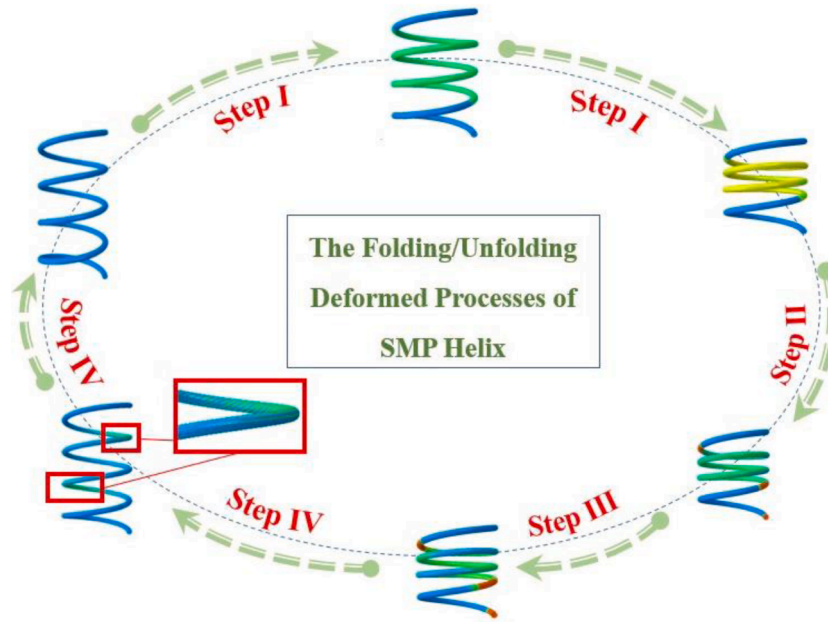 Step I
Step I
The Folding/Unfolding
Deformed Processes of
SMP Helix
Step II
Step IV
Step IV
Step III